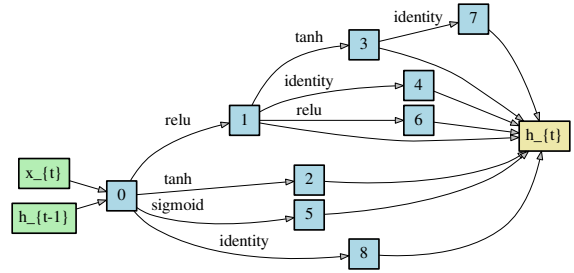 identity
7
tanh
3
identity
4
relu
relu
1
6
h_{t}
x_{t}
tanh
2
0
sigmoid
h_{t-1}
5
identity
8